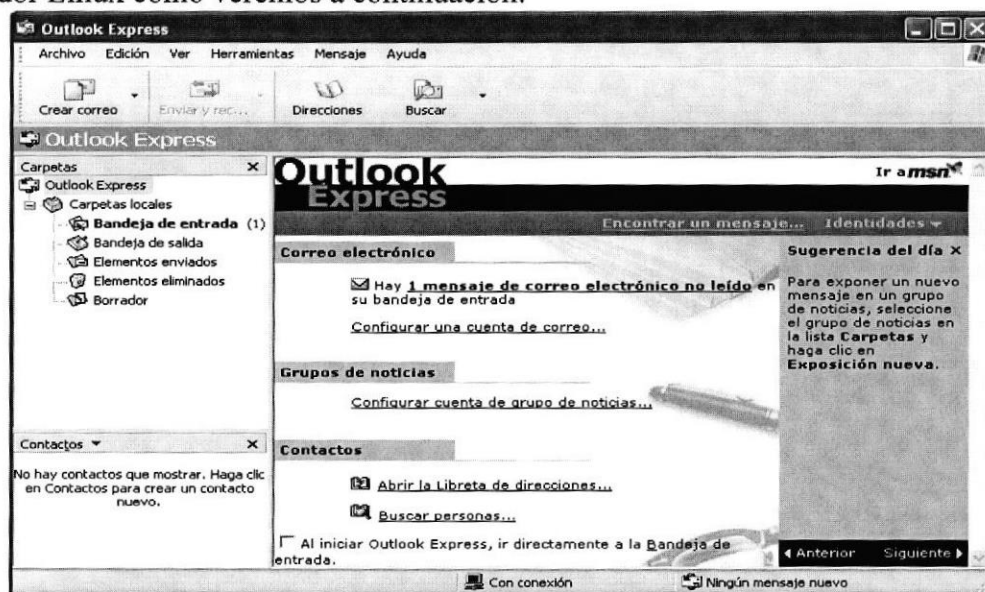 dor Linux como veremos a continuación.
Outlook Express
Archivo Edición Ver Herramientas Mensaje Ayuda
Crear correo Enviar y rec... Direcciones Buscar
Outlook Express
Carpetas
Outlook Express
Carpetas locales
Bandeja de entrada (1)
Bandeja de salida
Elementos enviados
Elementos eliminados
Borrador
Contactos
No hay contactos que mostrar. Haga clic
en Contactos para crear un contacto
nuevo.
Outlook
Express
Ir a msn
Encontrar un mensaje... Identidades
Correo electrónico
Hay 1 mensaje de correo electrónico no leído en
su bandeja de entrada
Configurar una cuenta de correo...
Grupos de noticias
Configurar cuenta de grupo de noticias...
Contactos
Abrir la Libreta de direcciones...
Buscar personas...
Al iniciar Outlook Express, ir directamente a la Bandeja de
entrada.
Sugerencia del día
Para exponer un nuevo
mensaje en un grupo
de noticias, seleccione
el grupo de noticias en
la lista Carpetas y
haga clic en
Exposición nueva.
Anterior Siguiente
Con conexión Ningún mensaje nuevo